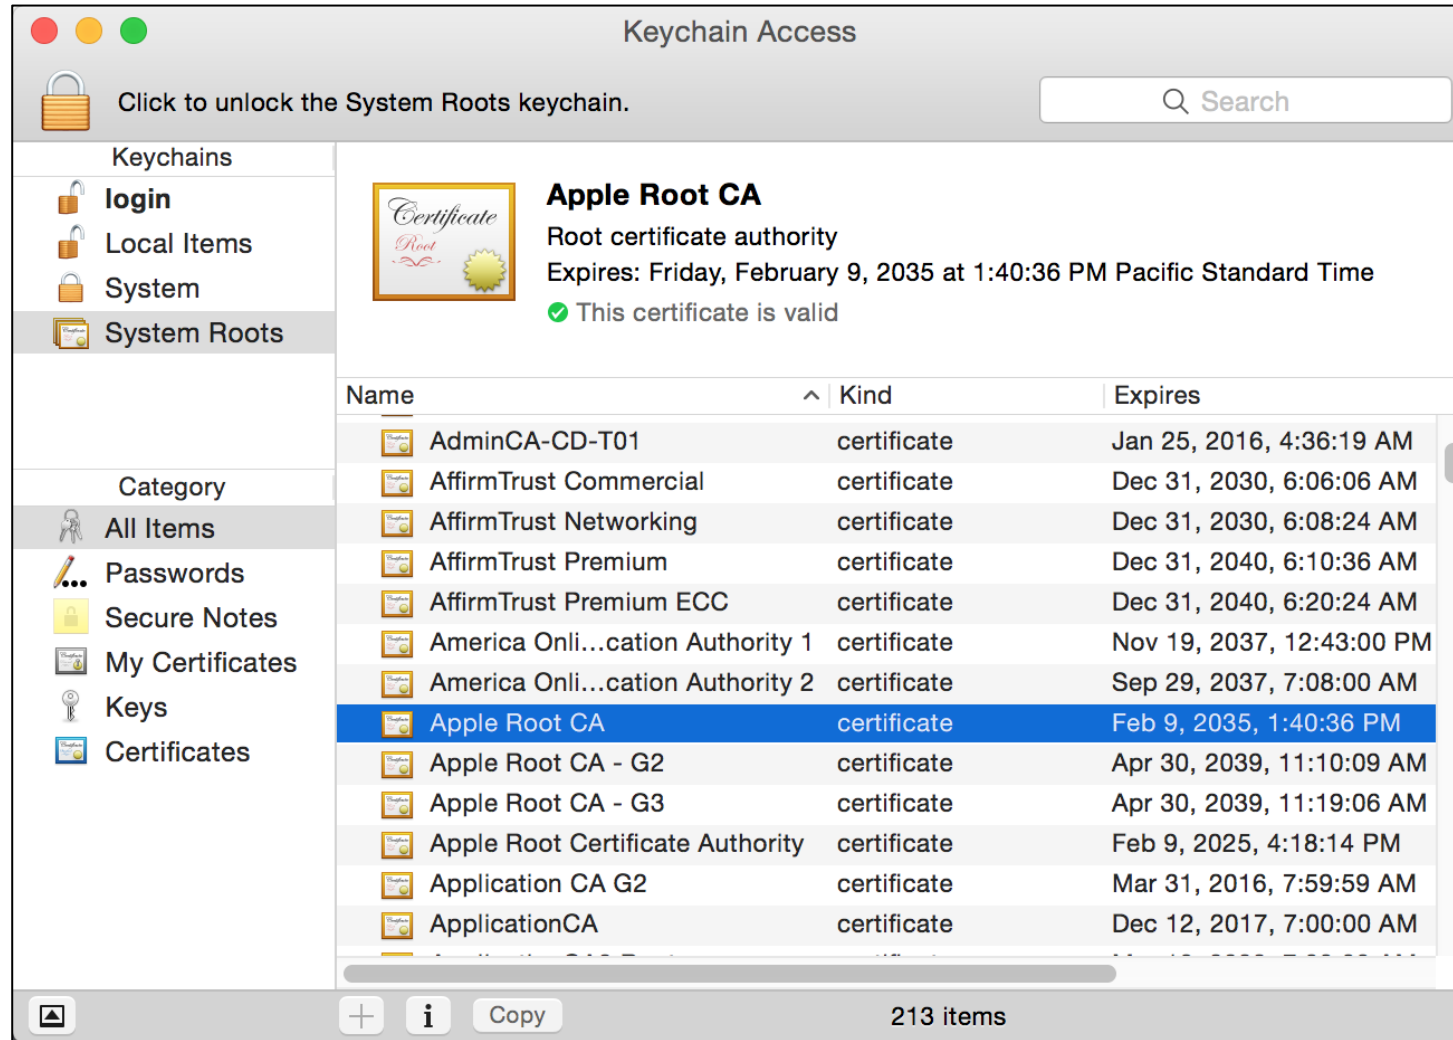 Keychain Access
Click to unlock the System Roots keychain.
Search
Keychains
login
Local Items
System
System Roots
Category
All Items
Passwords
Secure Notes
My Certificates
Keys
Certificates
Certificate
Root
Apple Root CA
Root certificate authority
Expires: Friday, February 9, 2035 at 1:40:36 PM Pacific Standard Time
This certificate is valid
Name Kind Expires
AdminCA-CD-T01 certificate Jan 25, 2016, 4:36:19 AM
AffirmTrust Commercial certificate Dec 31, 2030, 6:06:06 AM
AffirmTrust Networking certificate Dec 31, 2030, 6:08:24 AM
AffirmTrust Premium certificate Dec 31, 2040, 6:10:36 AM
AffirmTrust Premium ECC certificate Dec 31, 2040, 6:20:24 AM
America Onli...cation Authority 1 certificate Nov 19, 2037, 12:43:00 PM
America Onli...cation Authority 2 certificate Sep 29, 2037, 7:08:00 AM
Apple Root CA certificate Feb 9, 2035, 1:40:36 PM
Apple Root CA - G2 certificate Apr 30, 2039, 11:10:09 AM
Apple Root CA - G3 certificate Apr 30, 2039, 11:19:06 AM
Apple Root Certificate Authority certificate Feb 9, 2025, 4:18:14 PM
Application CA G2 certificate Mar 31, 2016, 7:59:59 AM
ApplicationCA certificate Dec 12, 2017, 7:00:00 AM
Copy
213 items